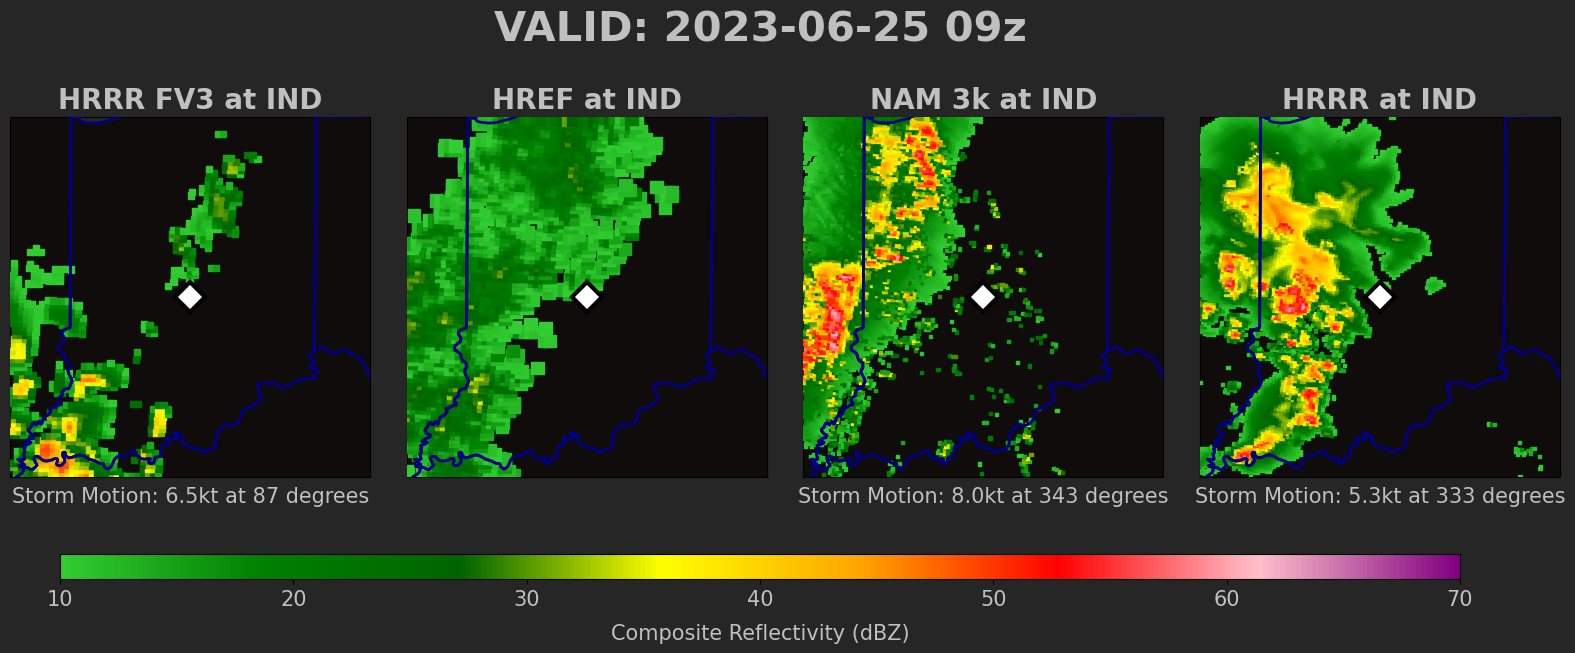 VALID: 2023-06-25 09z
HRRR FV3 at IND
HREF at IND
NAM 3k at IND
HRRR at IND
Storm Motion: 6.5kt at 87 degrees
Storm Motion: 8.0kt at 343 degrees
Storm Motion: 5.3kt at 333 degrees
10 20 30 40 50 60 70
Composite Reflectivity (dBZ)